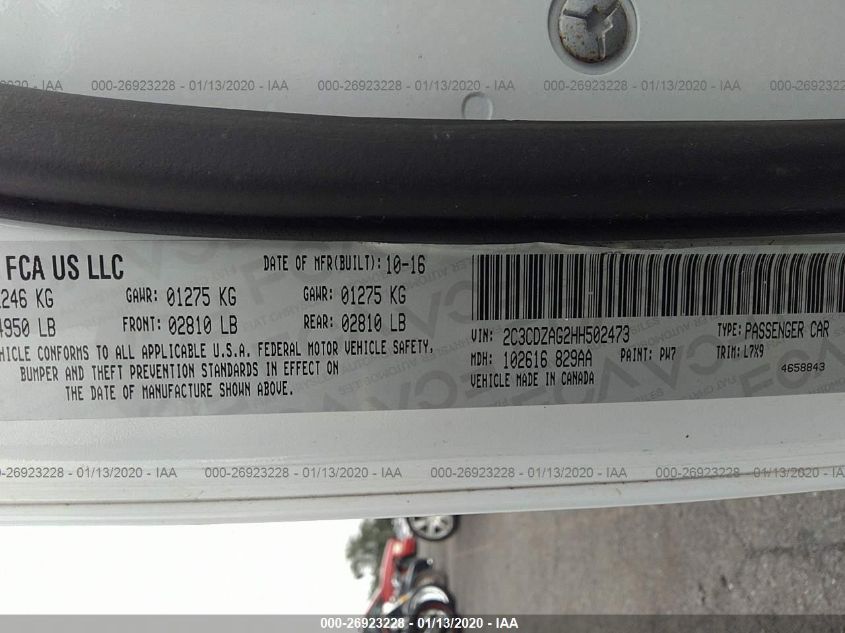 000-26923228 - 01/13/2020 - IAA
000-26923228 - 01/13/2020 - IAA
000-26923228 - 01/13/2020 - IAA
FCA US LLC
DATE OF MFR(BUILT): 10-16
246 KG GAWR: 01275 KG GAWR: 01275 KG
4950 LB FRONT: 02810 LB REAR: 02810 LB
VEHICLE CONFORMS TO ALL APPLICABLE U.S.A. FEDERAL MOTOR VEHICLE SAFETY,
BUMPER AND THEFT PREVENTION STANDARDS IN EFFECT ON
THE DATE OF MANUFACTURE SHOWN ABOVE.
VIN: 2C3CDZAG2HH502473 TYPE: PASSENGER CAR
MDH: 102616 829AA PAINT: PW7 TRIM: L7X9
VEHICLE MADE IN CANADA 4658843
000-26923228 - 01/13/2020 - IAA
000-26923228 - 01/13/2020 - IAA
000-26923228 - 01/13/2020 - IAA
000-26923228 - 01/13/2020 - IAA
000-26923228 - 01/13/2020 - IAA